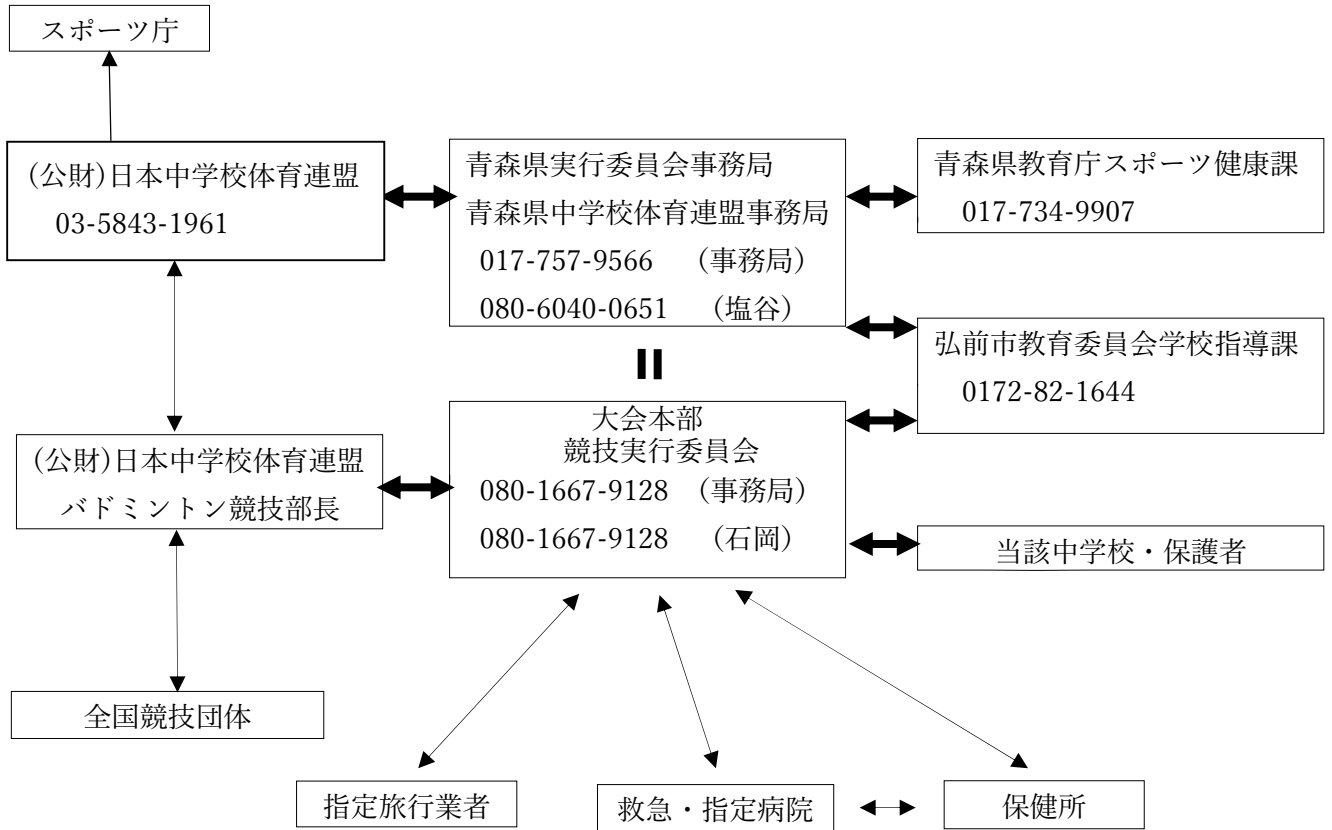 スポーツ庁
(公財)日本中学校体育連盟
03-5843-1961
青森県実行委員会事務局
青森県中学校体育連盟事務局
017-757-9566 （事務局）
080-6040-0651 （塩谷）
青森県教育庁スポーツ健康課
017-734-9907
弘前市教育委員会学校指導課
0172-82-1644
大会本部
競技実行委員会
080-1667-9128 （事務局）
080-1667-9128 （石岡）
(公財)日本中学校体育連盟
バドミントン競技部長
当該中学校・保護者
全国競技団体
指定旅行業者
救急・指定病院
保健所